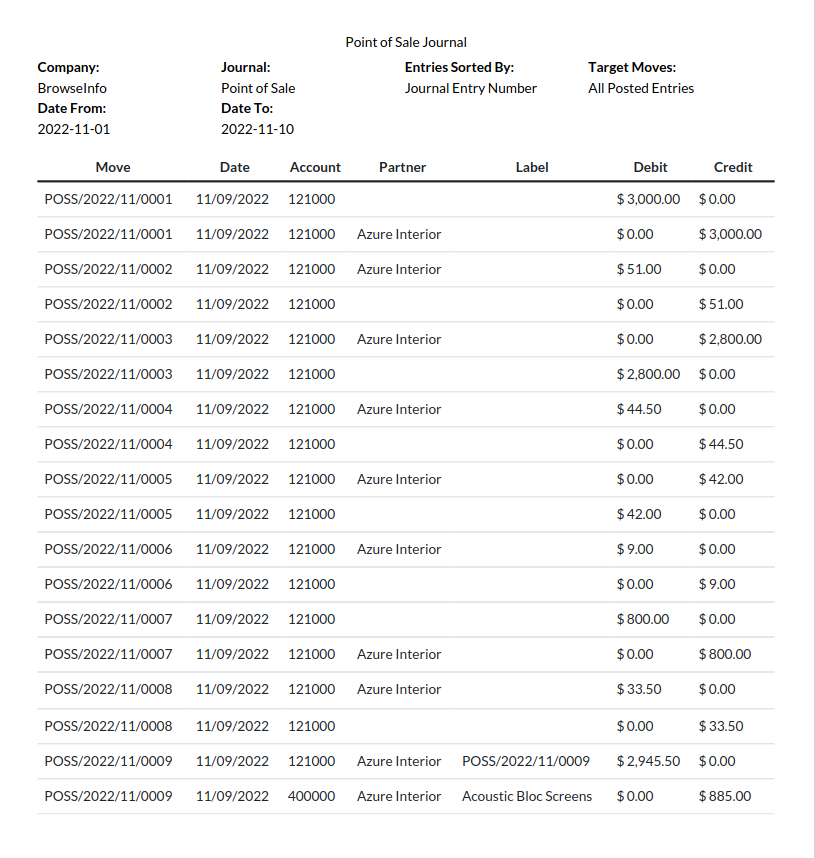 Point of Sale Journal
Company: Journal: Entries Sorted By: Target Moves:
BrowseInfo Point of Sale Journal Entry Number All Posted Entries
Date From: Date To:
2022-11-01 2022-11-10
Move Date Account Partner Label Debit Credit
POSS/2022/11/0001 11/09/2022 121000 $ 3,000.00 $ 0.00
POSS/2022/11/0001 11/09/2022 121000 Azure Interior $ 0.00 $ 3,000.00
POSS/2022/11/0002 11/09/2022 121000 Azure Interior $ 51.00 $ 0.00
POSS/2022/11/0002 11/09/2022 121000 $ 0.00 $ 51.00
POSS/2022/11/0003 11/09/2022 121000 Azure Interior $ 0.00 $ 2,800.00
POSS/2022/11/0003 11/09/2022 121000 $ 2,800.00 $ 0.00
POSS/2022/11/0004 11/09/2022 121000 Azure Interior $ 44.50 $ 0.00
POSS/2022/11/0004 11/09/2022 121000 $ 0.00 $ 44.50
POSS/2022/11/0005 11/09/2022 121000 Azure Interior $ 0.00 $ 42.00
POSS/2022/11/0005 11/09/2022 121000 $ 42.00 $ 0.00
POSS/2022/11/0006 11/09/2022 121000 Azure Interior $ 9.00 $ 0.00
POSS/2022/11/0006 11/09/2022 121000 $ 0.00 $ 9.00
POSS/2022/11/0007 11/09/2022 121000 $ 800.00 $ 0.00
POSS/2022/11/0007 11/09/2022 121000 Azure Interior $ 0.00 $ 800.00
POSS/2022/11/0008 11/09/2022 121000 Azure Interior $ 33.50 $ 0.00
POSS/2022/11/0008 11/09/2022 121000 $ 0.00 $ 33.50
POSS/2022/11/0009 11/09/2022 121000 Azure Interior POSS/2022/11/0009 $ 2,945.50 $ 0.00
POSS/2022/11/0009 11/09/2022 400000 Azure Interior Acoustic Bloc Screens $ 0.00 $ 885.00